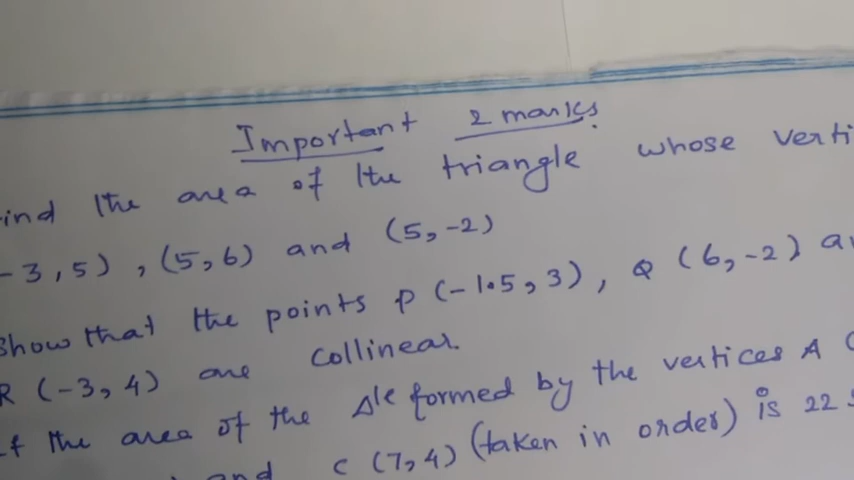 Important 2 marks.
ind the area of the triangle whose verti
-3,5), (5,6) and (5,-2)
Show that the points P (-1.5, 3), Q (6, -2) a
R (-3, 4) are collinear.
f the area of the Δle formed by the vertices A
and C (7, 4) (taken in order) is 22